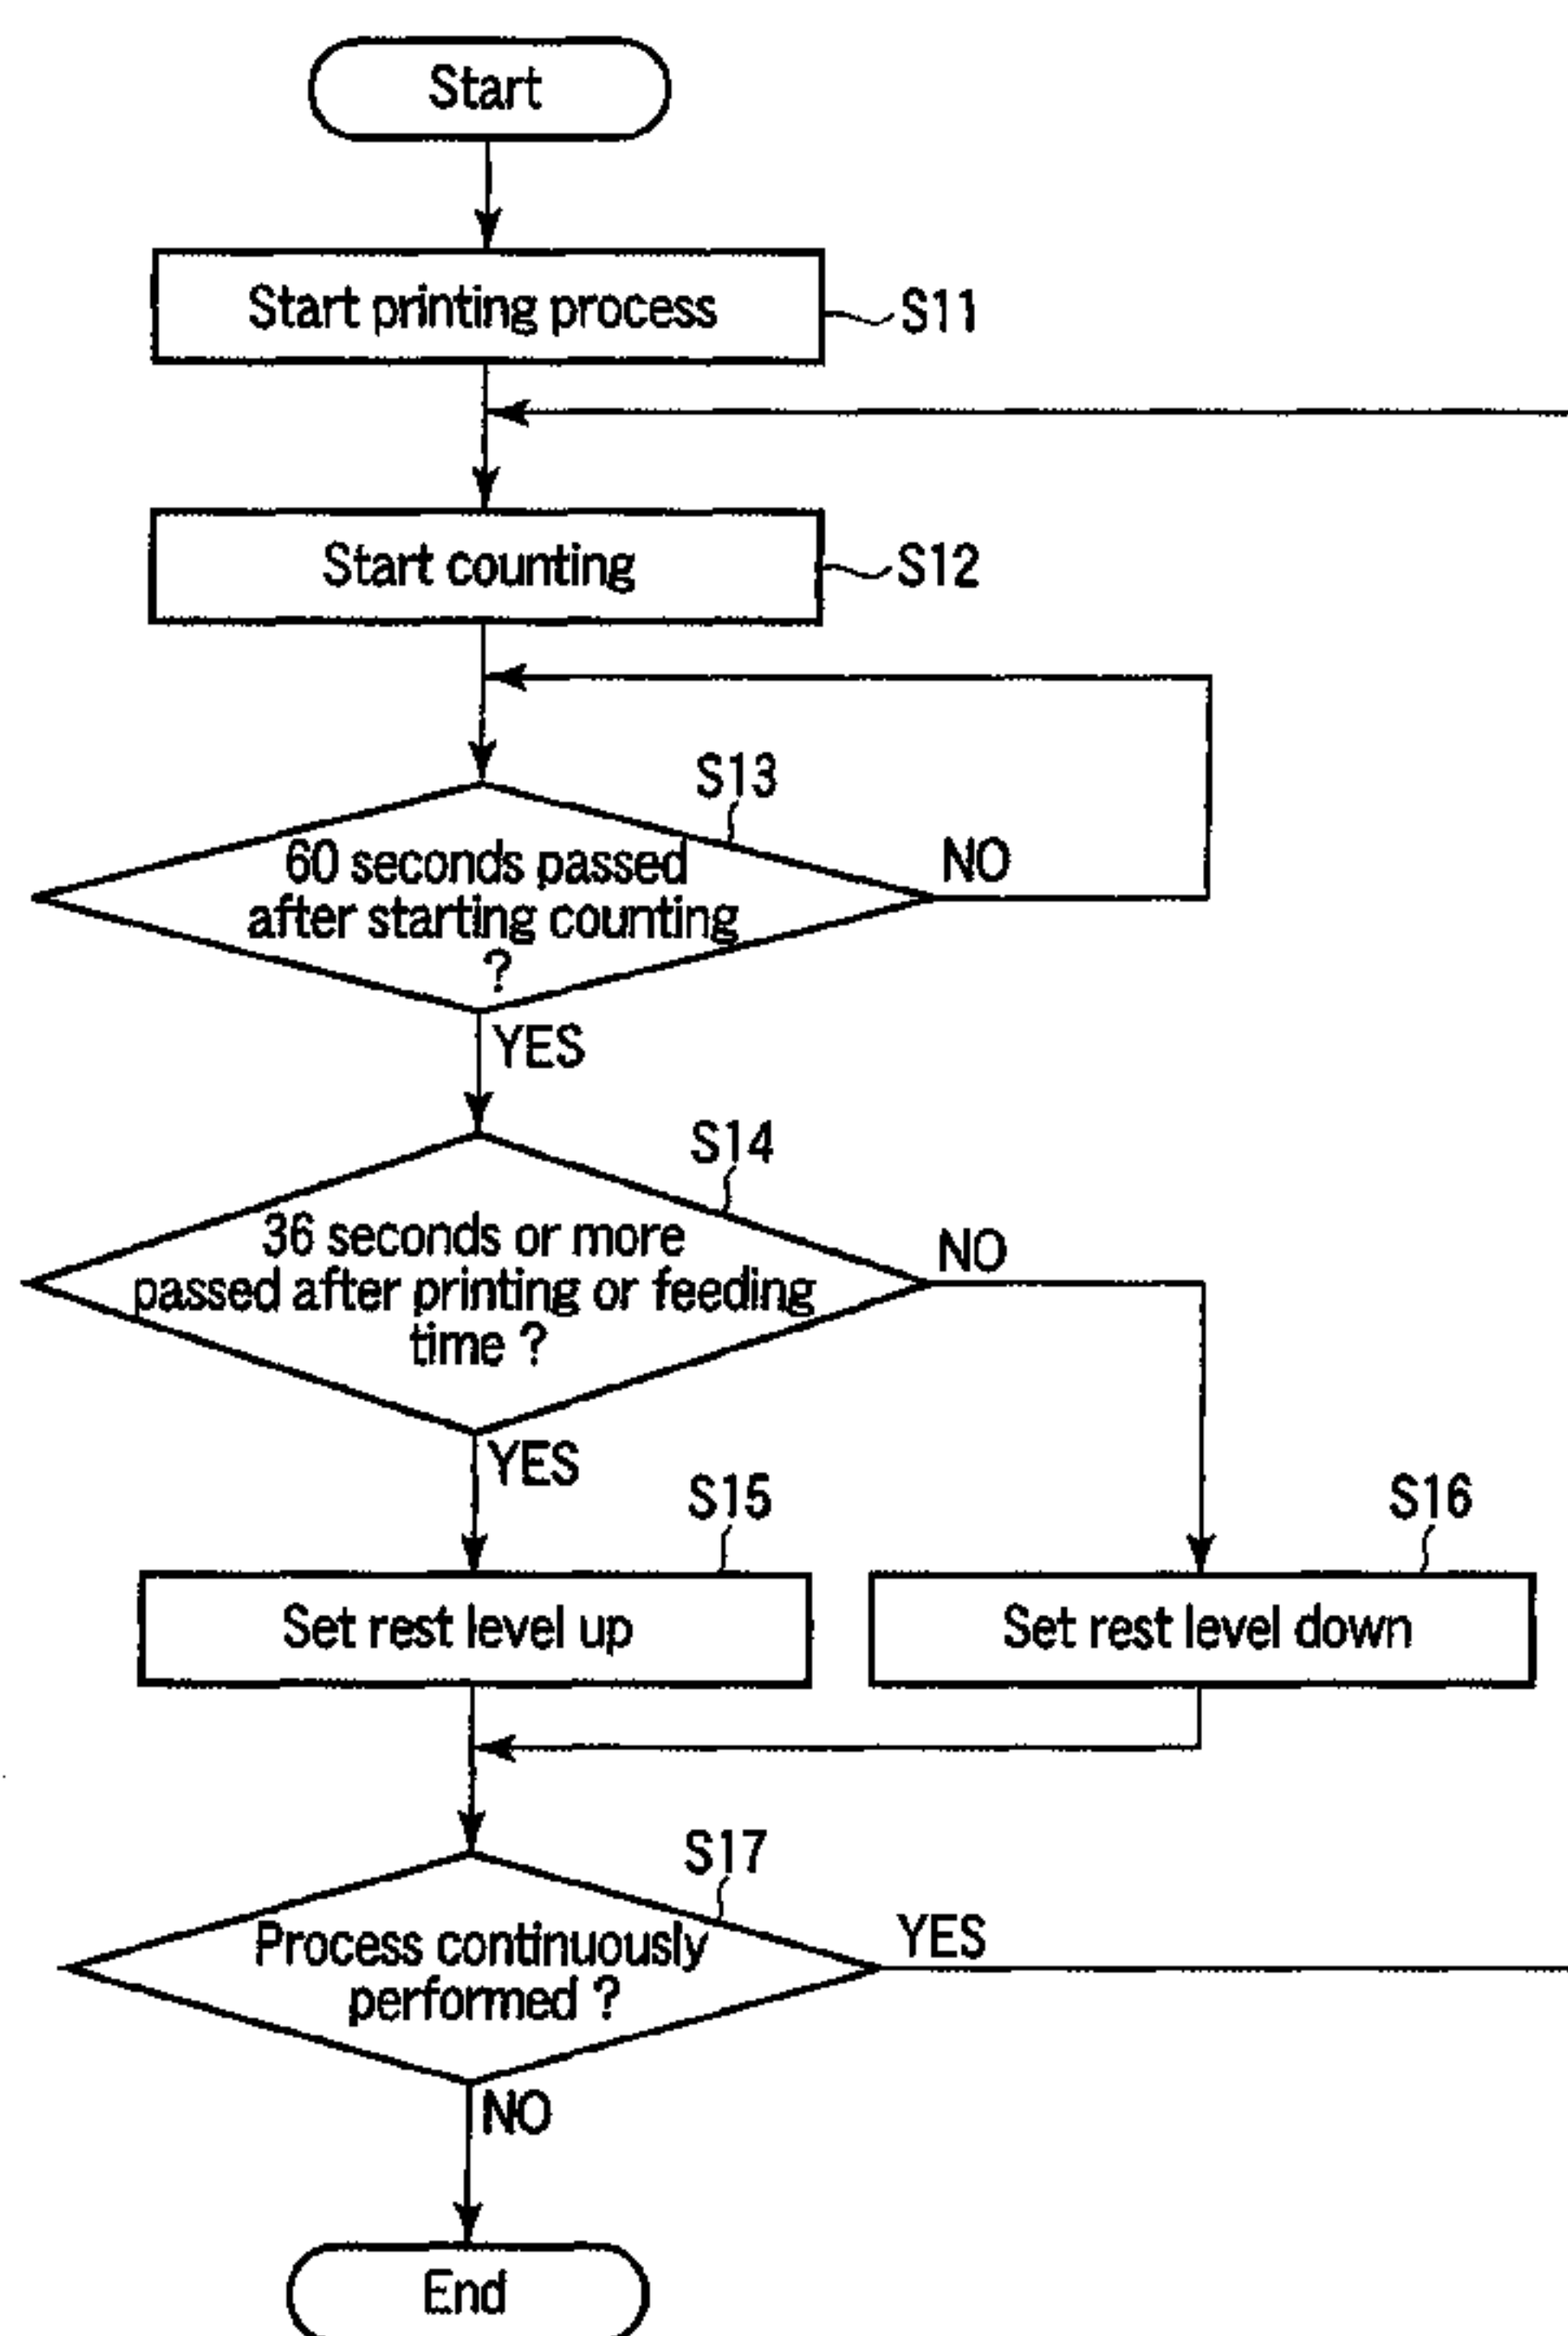 Start
Start printing process
S11
Start counting
S12
S13
60 seconds passed
after starting counting
?
NO
YES
S14
36 seconds or more
passed after printing or feeding
time ?
NO
YES
S15
Set rest level up
S16
Set rest level down
S17
Process continuously
performed ?
YES
NO
End